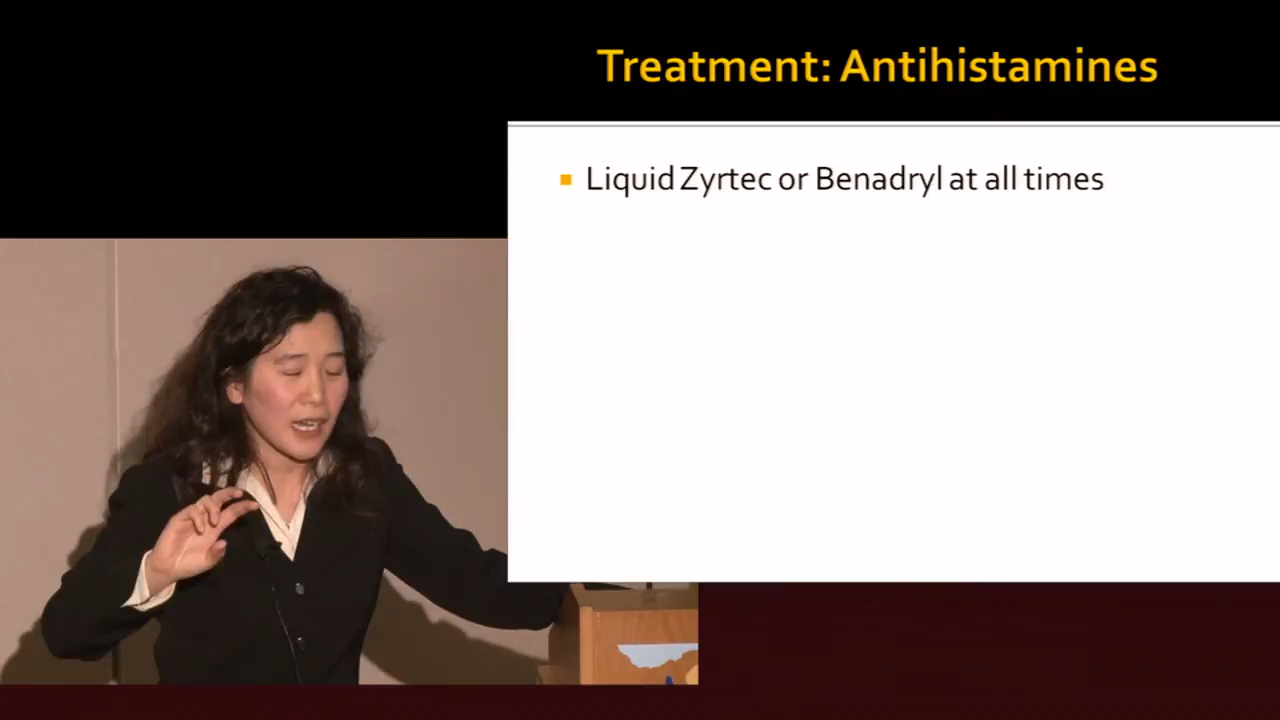 Treatment: Antihistamines
Liquid Zyrtec or Benadryl at all times